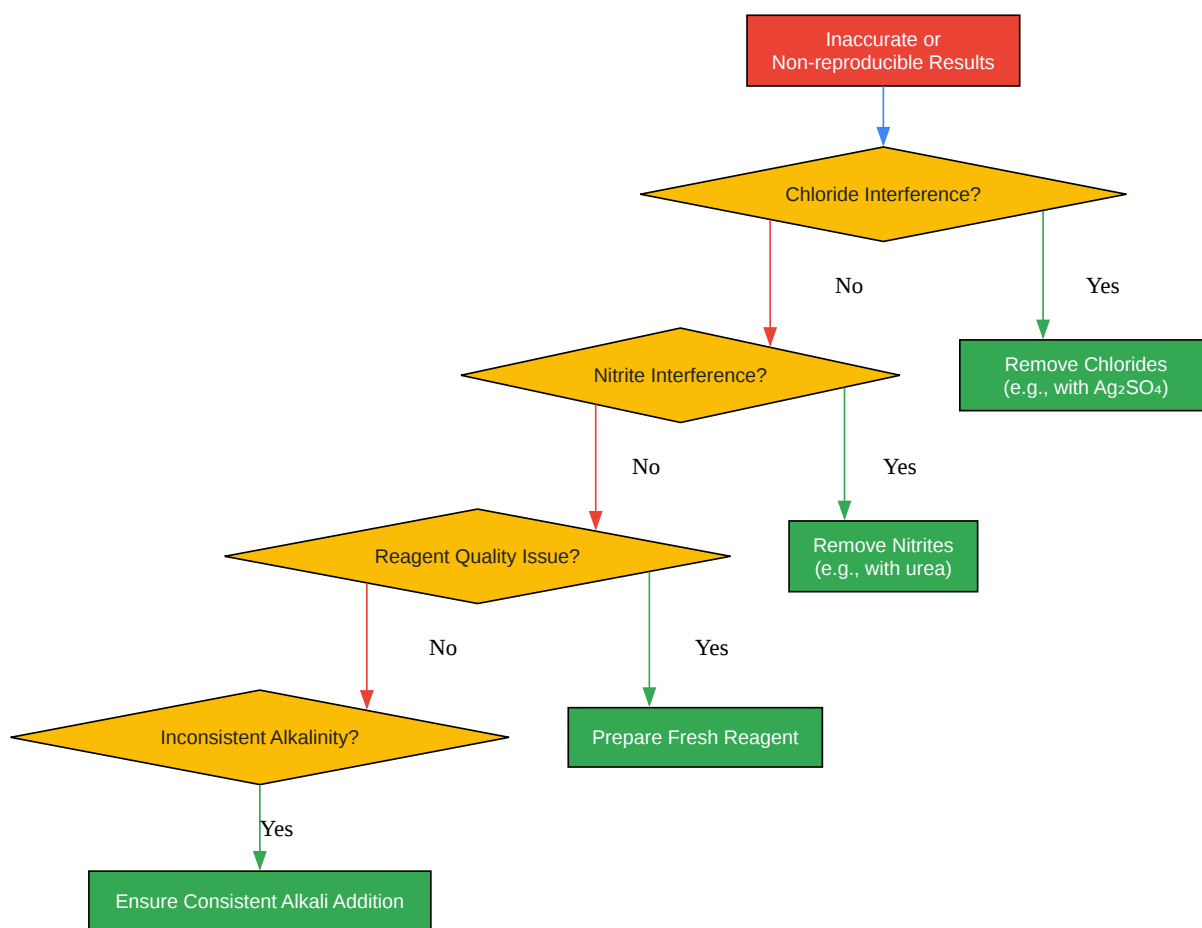 Inaccurate or
Non-reproducible Results
Chloride Interference?
No
Yes
Nitrite Interference?
Remove Chlorides
(e.g., with Ag₂SO₄)
No
Yes
Reagent Quality Issue?
Remove Nitrites
(e.g., with urea)
No
Yes
Inconsistent Alkalinity?
Prepare Fresh Reagent
Yes
Ensure Consistent Alkali Addition